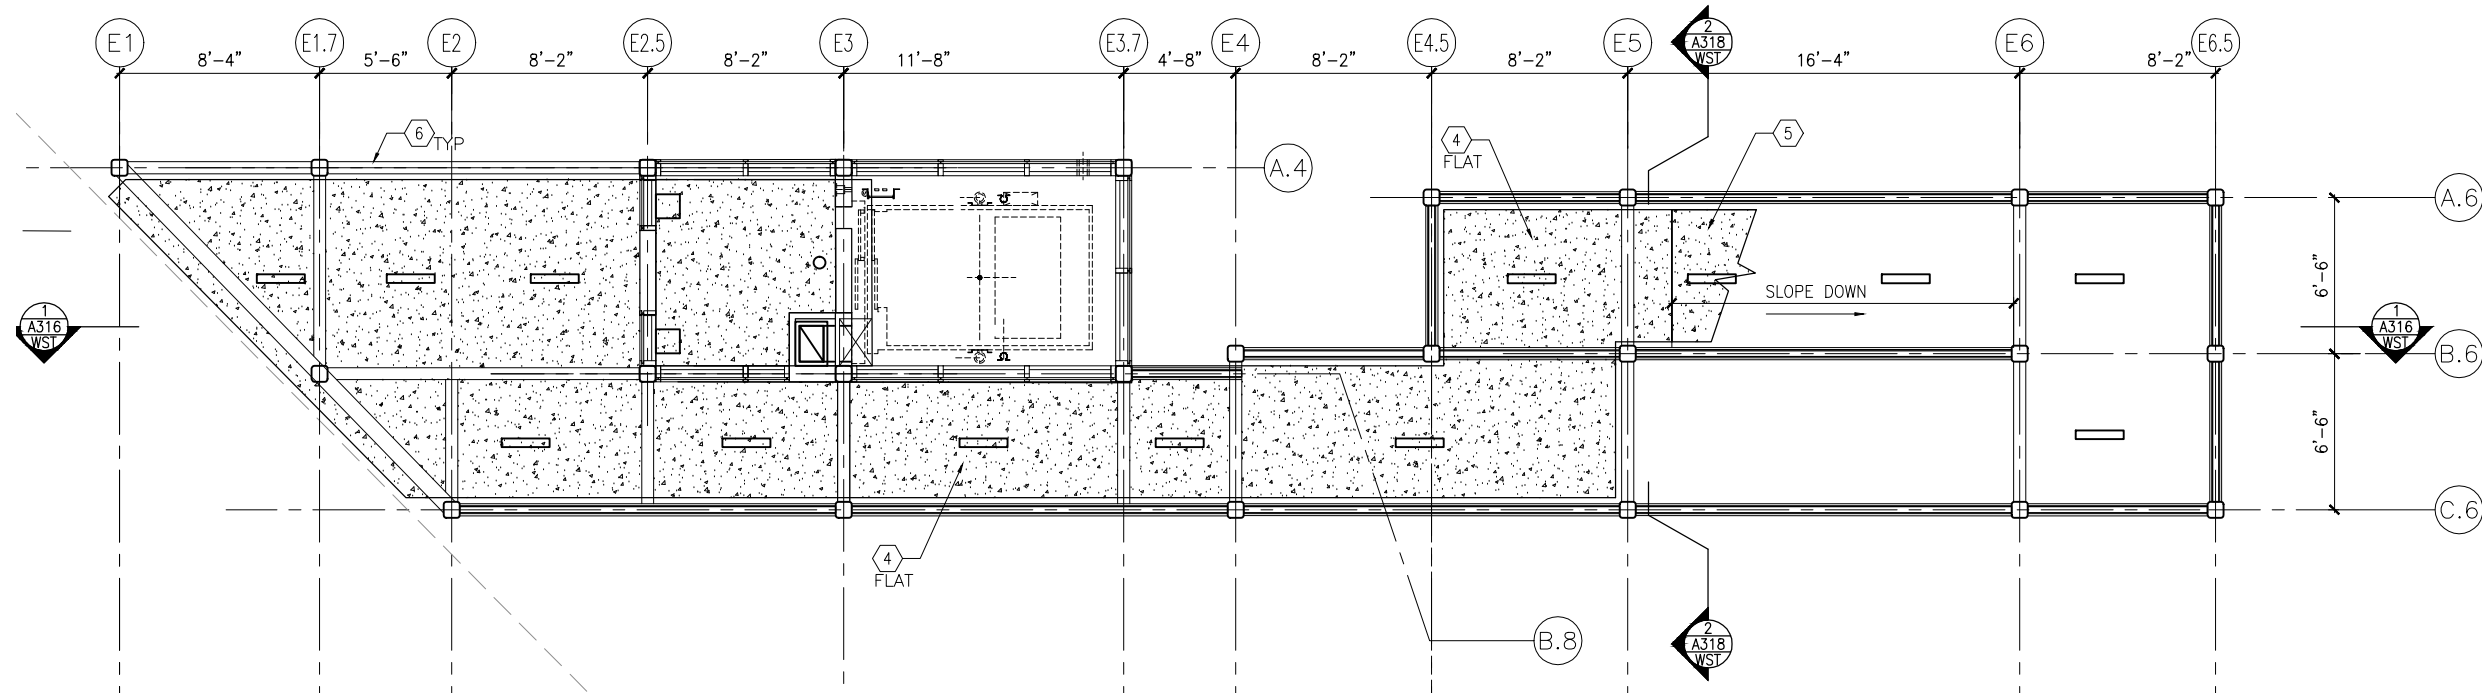 E1
E1.7
E2
E2.5
E3
E3.7
E4
E4.5
E5
2
A318
WST
E6
E6.5
8'-4"
5'-6"
8'-2"
8'-2"
11'-8"
4'-8"
8'-2"
8'-2"
16'-4"
8'-2"
6
TYP
4
FLAT
5
A.4
A.6
6'-6"
SLOPE DOWN
1
A316
WST
1
A316
WST
B.6
6'-6"
C.6
4
FLAT
B.8
2
A318
WST